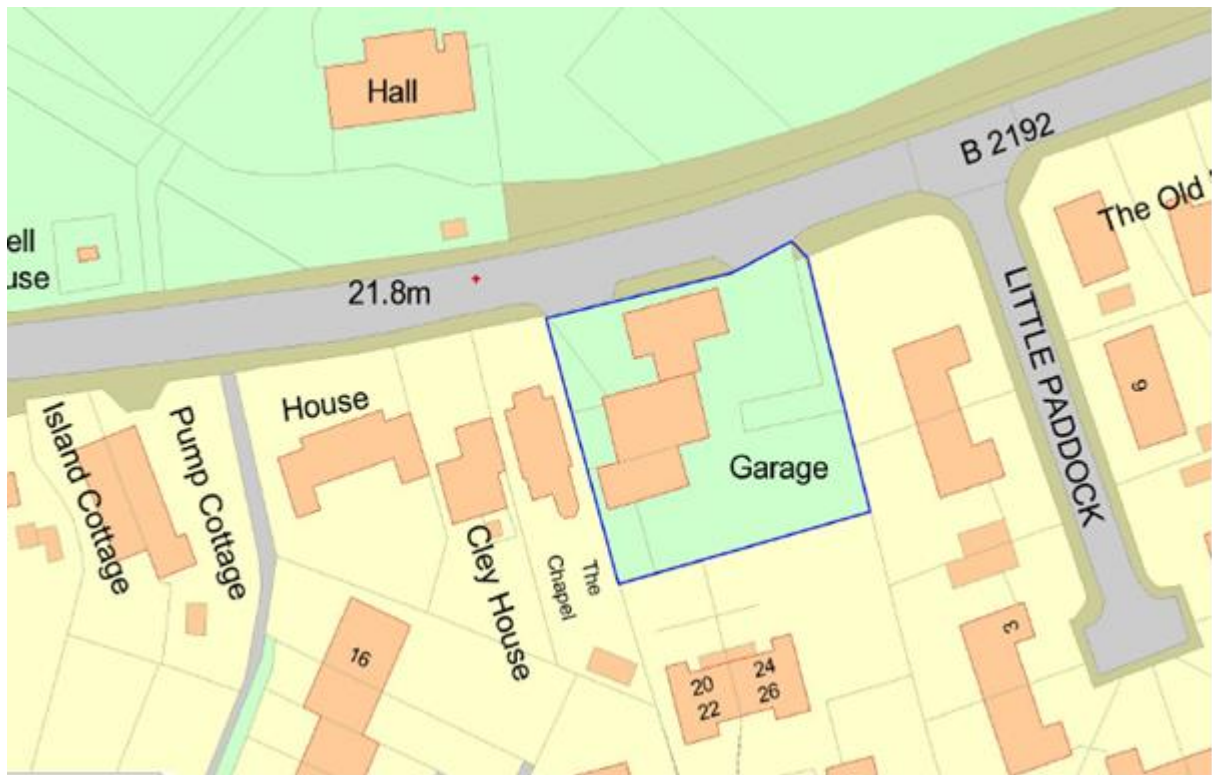 Hall
B 2192
The Old
ell
use
21.8m
LITTLE PADDOCK
House
Island Cottage
Pump Cottage
Garage
Cley House
The
Chapel
9
16
3
20
24
22
26